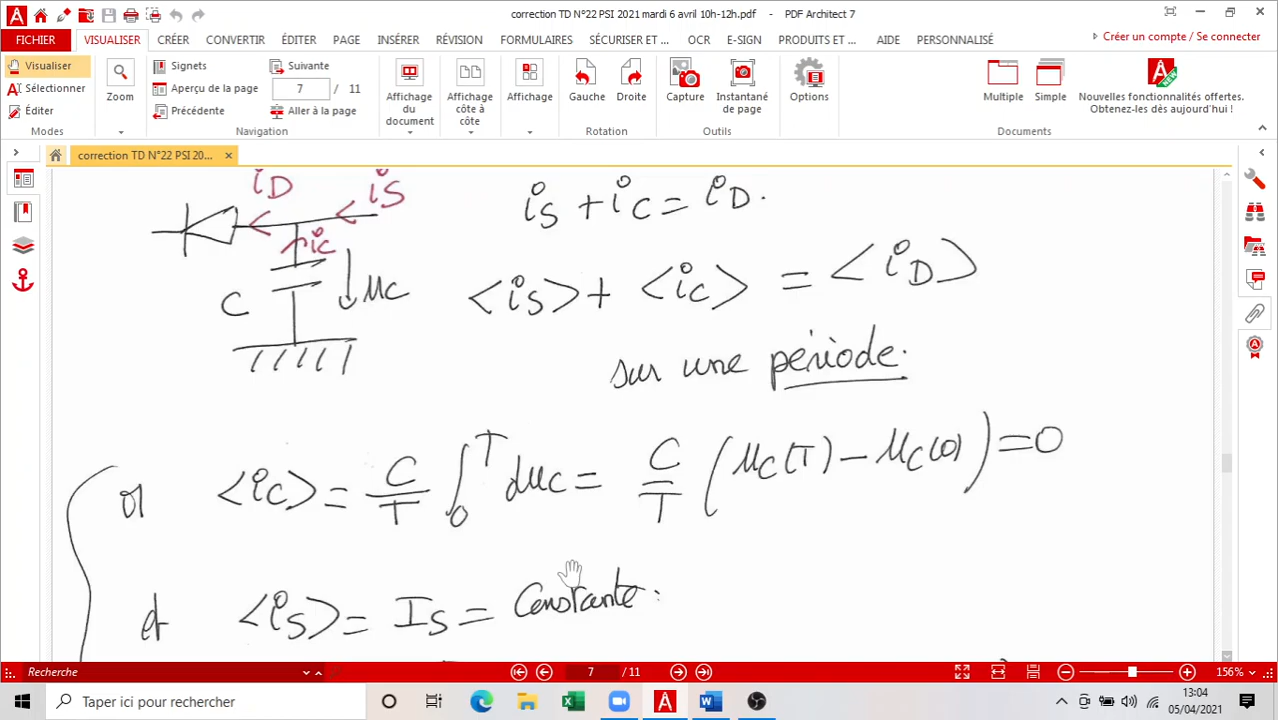 correction TD N°22 PSI 2021 mardi 6 avril 10h-12h.pdf - PDF Architect 7
FICHIER VISUALISER CRÉER CONVERTIR ÉDITER PAGE INSÉRER RÉVISION FORMULAIRES SÉCURISER ET ... OCR E-SSN PRODUITS ET ... AIDE PERSONNALISÉ Créer un compte / Se connecter
Visualiser
Sélectionner
Éditer
Modes
Zoom
Signets
Aperçu de la page
Précédente
Suivante
7 / 11
Aller à la page
Navigation
Affichage du document
Affichage côte à côte
Affichage
Gauche
Droite
Rotation
Capture
Instantané de page
Outils
Options
Multiple
Simple
Documents
Nouvelles fonctionnalités offertes.
Obtenez-les dès aujourd'hui !
correction TD N°22 PSI 20...
iD iS
iC
C uC
iS + iC = iD.
<iS> + <iC> = <iD>
sur une période.
or <iC> = C/T ∫0T duC = C/T (uC(T) - uC(0)) = 0
et <iS> = IS = Constante.
Recherche
7 / 11
156%
Taper ici pour rechercher
13:04
05/04/2021